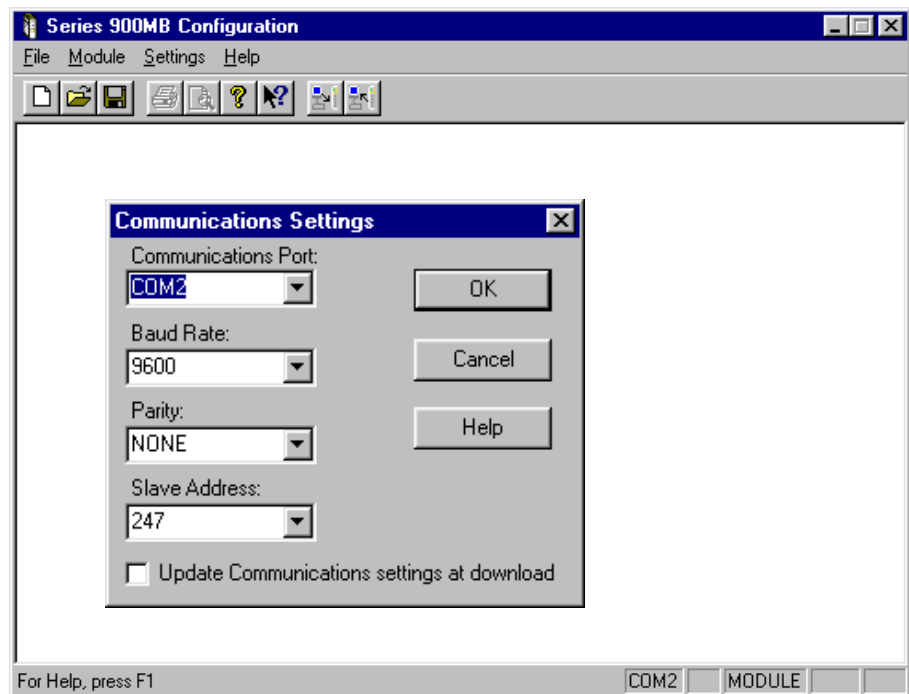 Series 900MB Configuration
File Module Settings Help
Communications Settings
Communications Port:
COM2
OK
Baud Rate:
9600
Cancel
Parity:
NONE
Help
Slave Address:
247
Update Communications settings at download
For Help, press F1 COM2 MODULE